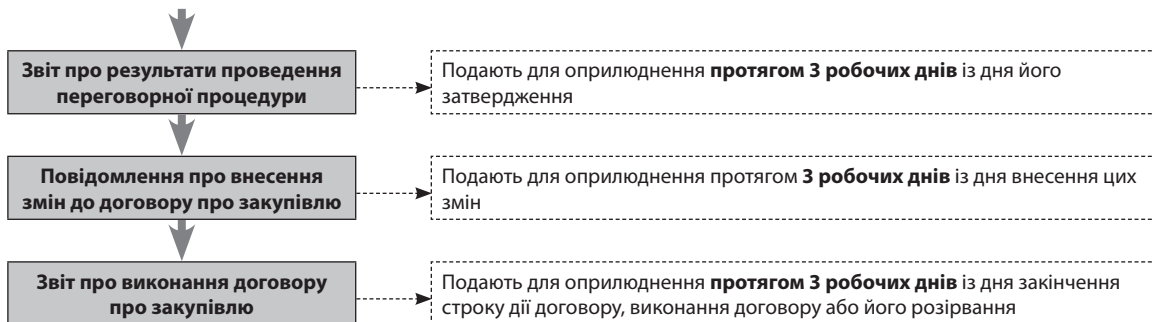 Звіт про результати проведення
переговорної процедури
Подають для оприлюднення протягом 3 робочих днів із дня його
затвердження
Повідомлення про внесення
змін до договору про закупівлю
Подають для оприлюднення протягом 3 робочих днів із дня внесення цих
змін
Звіт про виконання договору
про закупівлю
Подають для оприлюднення протягом 3 робочих днів із дня закінчення
строку дії договору, виконання договору або його розірвання